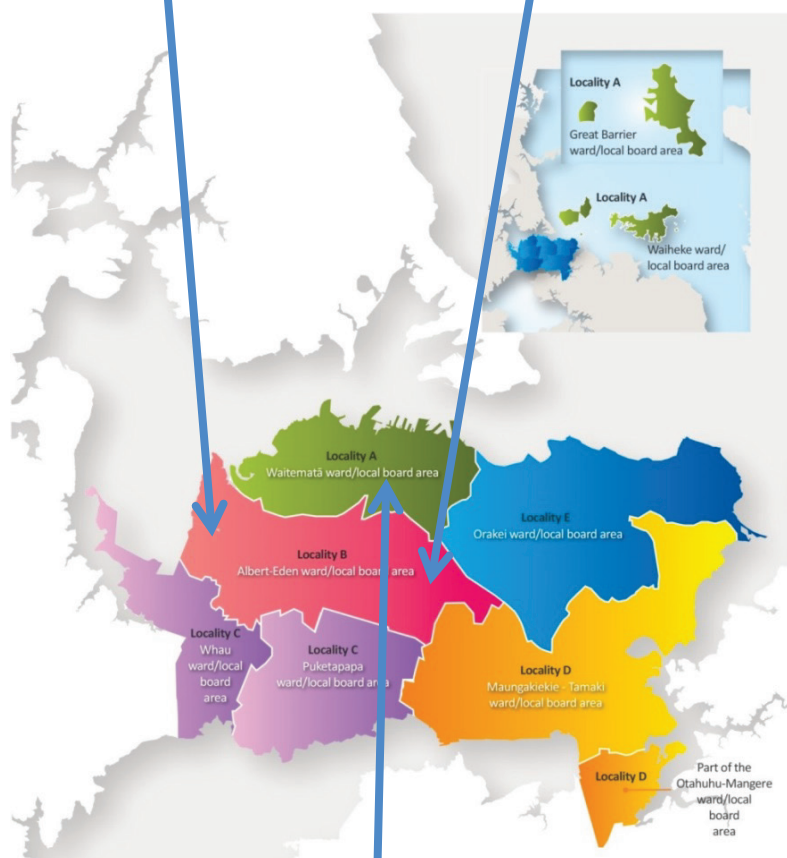 Locality A
Great Barrier
ward/local board area
Locality A
Waiheke ward/
local board area
Locality A
Waitematā ward/local board area
Locality E
Orakei ward/local board area
Locality B
Albert-Eden ward/local board area
Locality C
Whau
ward/local
board
area
Locality C
Puketapapa
ward/local board area
Locality D
Maungakiekie - Tamaki
ward/local board area
Locality D
Part of the
Otahuhu-Mangere
ward/local
board
area